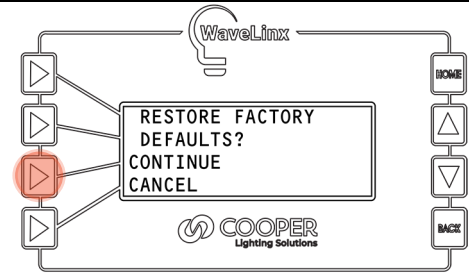 WaveLinx
HOME
RESTORE FACTORY
DEFAULTS?
CONTINUE
CANCEL
BACK
COOPER
Lighting Solutions